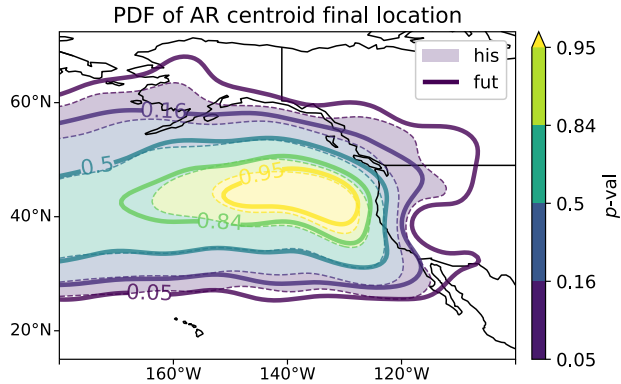 PDF of AR centroid final location
his
fut
60°N
40°N
20°N
160°W
140°W
120°W
0.16
0.5
0.95
0.84
0.05
0.95
0.84
0.5
0.16
0.05
p-val